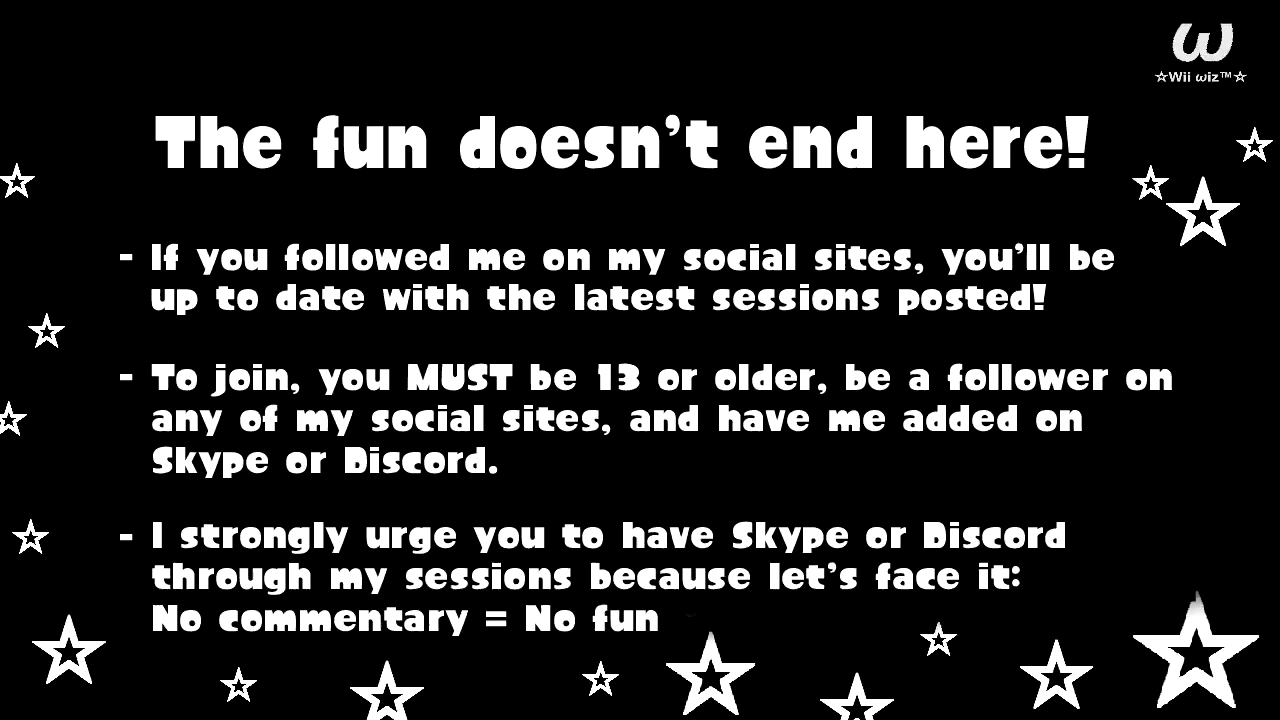 ω
☆Wii ωiz™☆
The fun doesn't end here!
- If you followed me on my social sites, you'll be
up to date with the latest sessions posted!
- To join, you MUST be 13 or older, be a follower on
any of my social sites, and have me added on
Skype or Discord.
- I strongly urge you to have Skype or Discord
through my sessions because let's face it:
No commentary = No fun